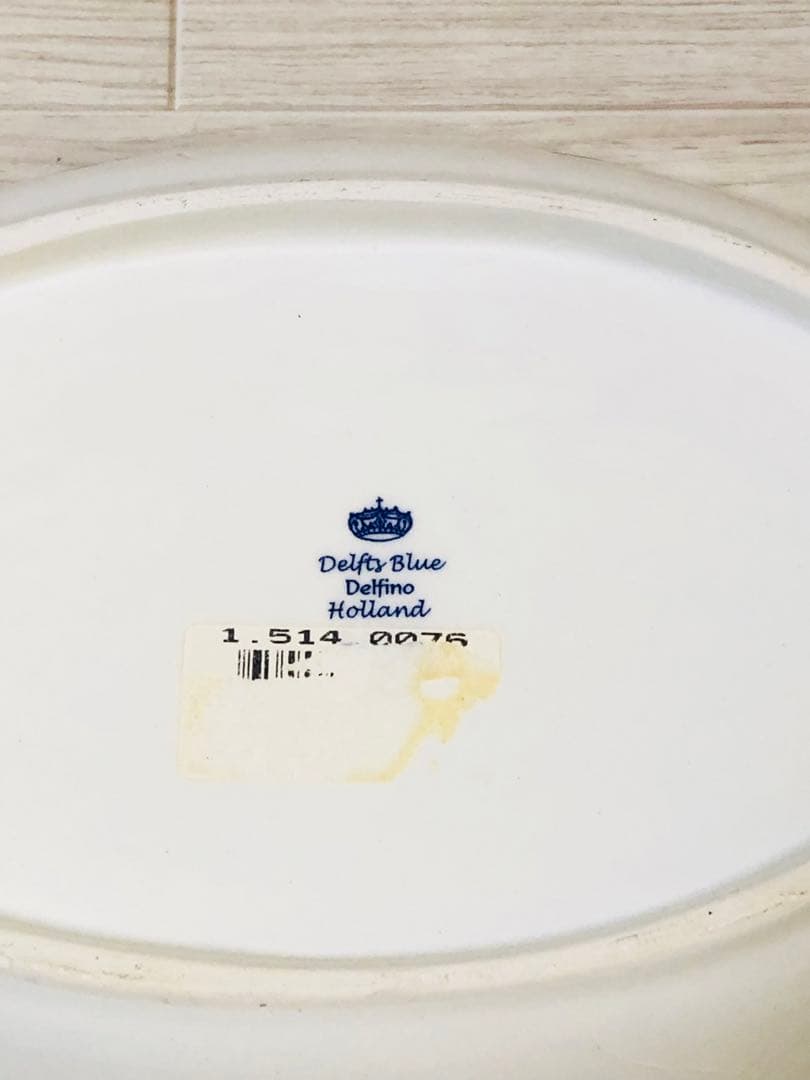 Delfts Blue
Delfino
Holland
1.514 0076